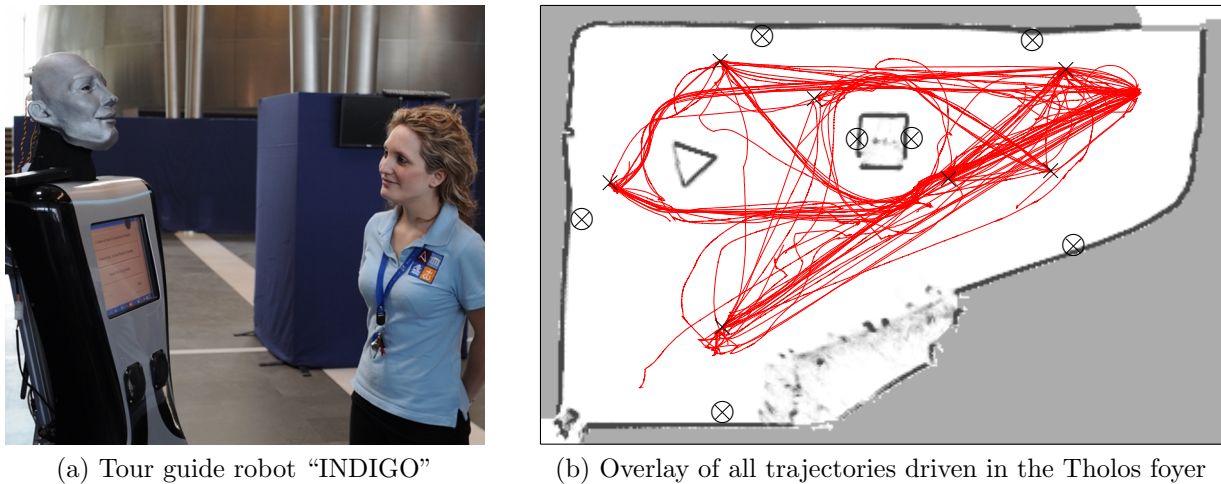 (a) Tour guide robot “INDIGO”
(b) Overlay of all trajectories driven in the Tholos foyer